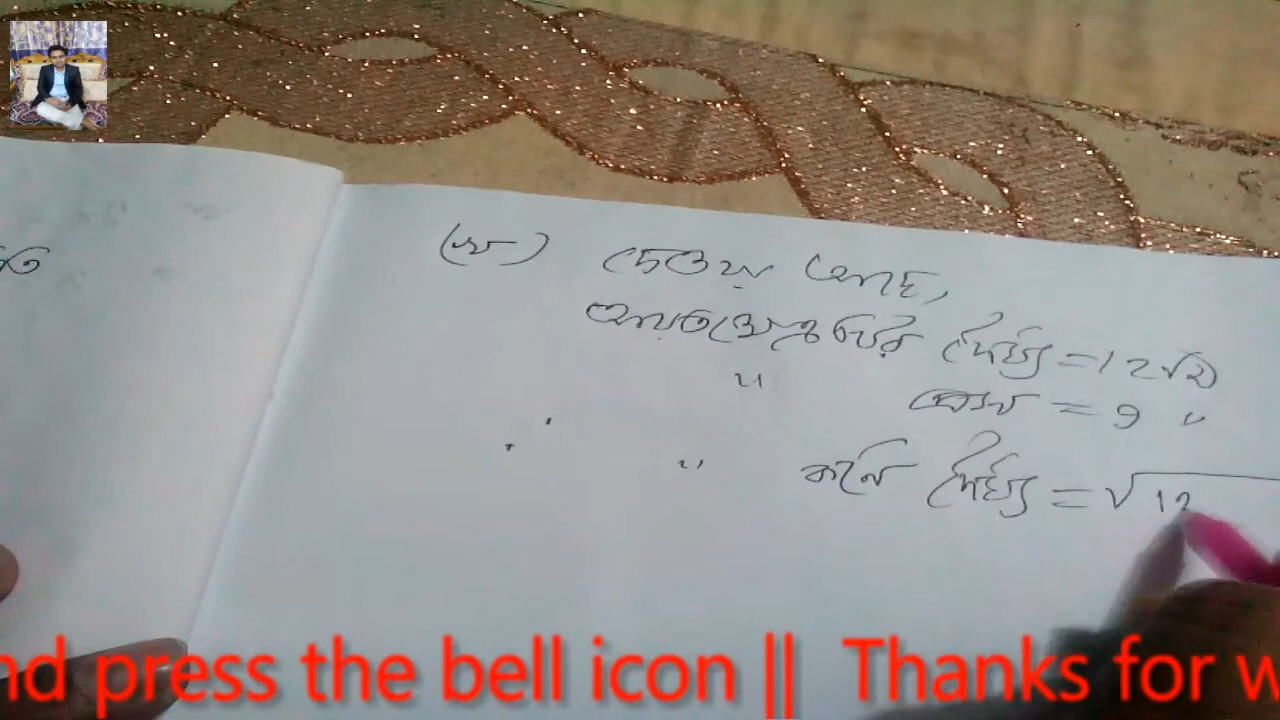 (খ) দেওয়া আছে,
আয়তক্ষেত্রটির দৈর্ঘ্য = 12 মি
" প্রস্থ = 9 "
∴ " কর্ণের দৈর্ঘ্য = √12
nd press the bell icon || Thanks for w